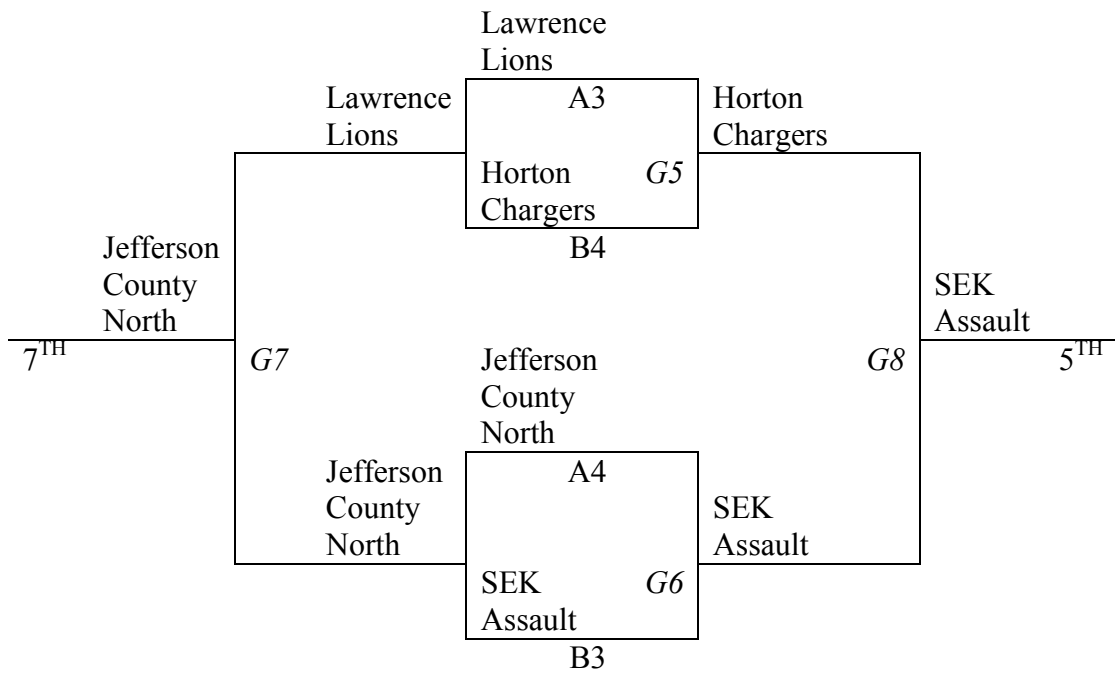 Lawrence
Lions
A3
Lawrence
Lions
Horton
Chargers
Horton
Chargers
G5
B4
Jefferson
County
North
7TH
G7
SEK
Assault
5TH
G8
Jefferson
County
North
A4
Jefferson
County
North
SEK
Assault
SEK
Assault
G6
B3